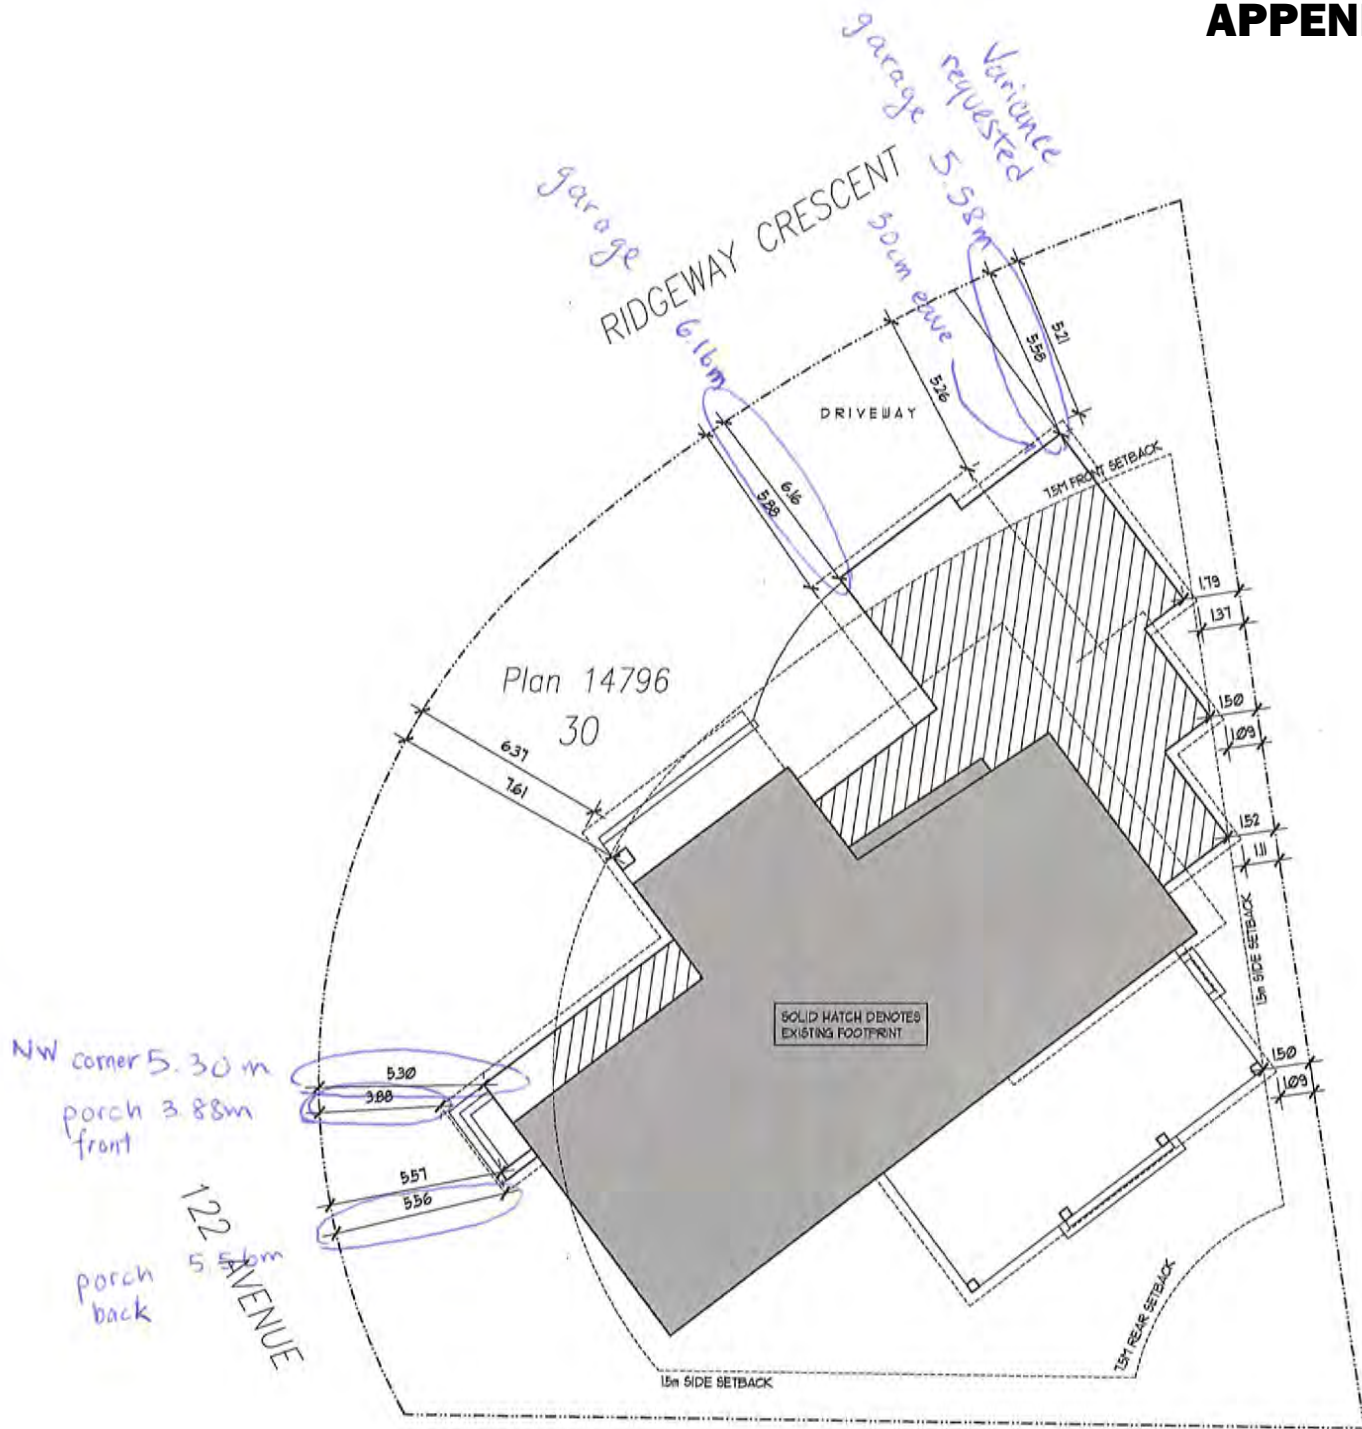 APPEN
Variance
requested
garage 5.58m
30cm eave
garage 6.16m
RIDGEWAY CRESCENT
5.21
5.58
5.26
DRIVEWAY
7.5M FRONT SETBACK
6.16
5.88
1.79
1.37
Plan 14796
30
1.50
1.09
6.37
7.61
1.52
1.11
1.5m SIDE SETBACK
SOLID HATCH DENOTES
EXISTING FOOTPRINT
NW corner 5.30m
5.30
porch 3.88m
front
3.88
1.50
1.09
5.57
5.56
122 AVENUE
porch 5.56m
back
7.5M REAR SETBACK
1.5m SIDE SETBACK